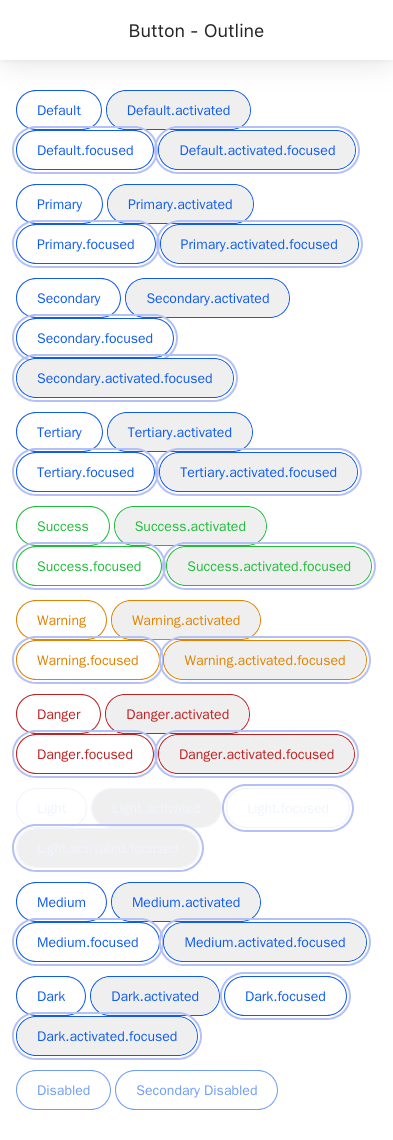 Button - Outline
Default Default.activated
Default.focused Default.activated.focused
Primary Primary.activated
Primary.focused Primary.activated.focused
Secondary Secondary.activated
Secondary.focused
Secondary.activated.focused
Tertiary Tertiary.activated
Tertiary.focused Tertiary.activated.focused
Success Success.activated
Success.focused Success.activated.focused
Warning Warning.activated
Warning.focused Warning.activated.focused
Danger Danger.activated
Danger.focused Danger.activated.focused
Light Light.activated Light.focused
Light.activated.focused
Medium Medium.activated
Medium.focused Medium.activated.focused
Dark Dark.activated Dark.focused
Dark.activated.focused
Disabled Secondary Disabled